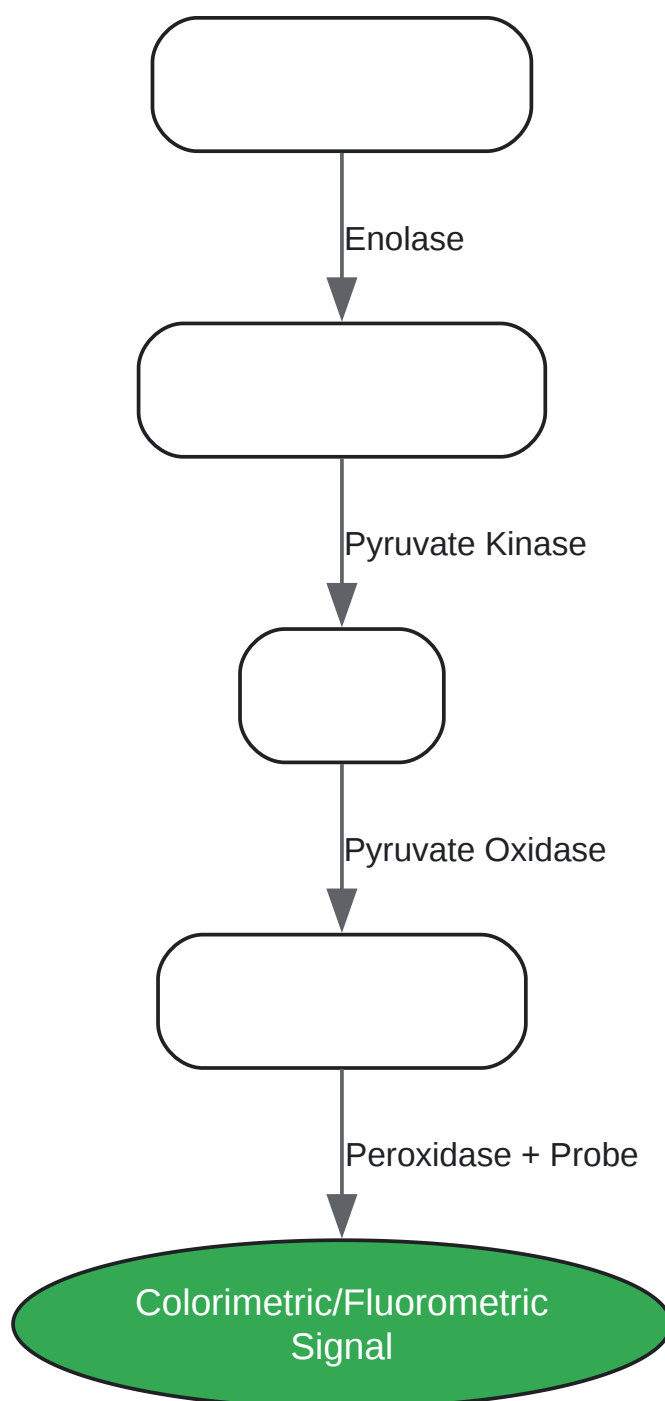 Enolase
Pyruvate Kinase
Pyruvate Oxidase
Peroxidase + Probe
Colorimetric/Fluorometric
Signal